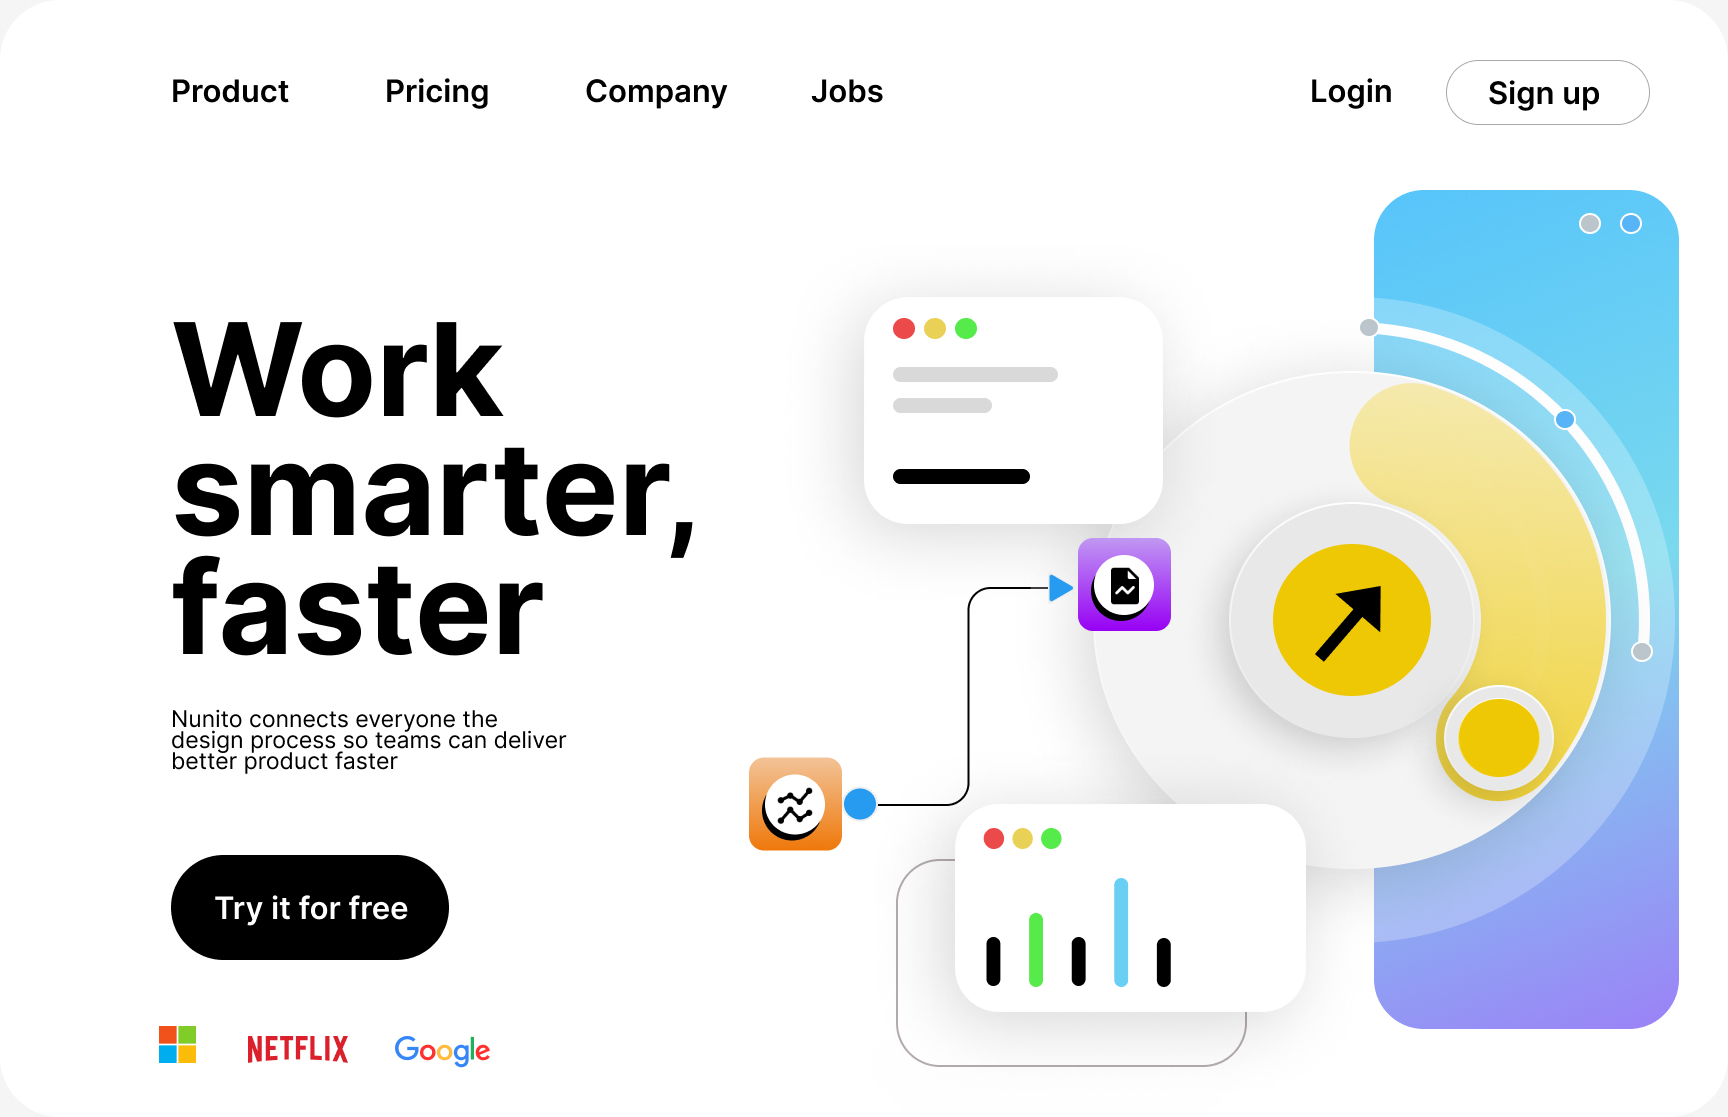 Product
Pricing
Company
Jobs
Login
Sign up
Work
smarter,
faster
Nunito connects everyone the
design process so teams can deliver
better product faster
Try it for free
NETFLIX
Google